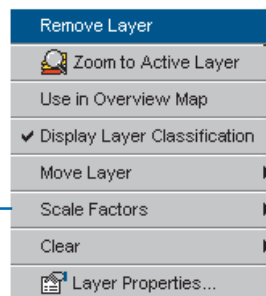 Remove Layer
Zoom to Active Layer
Use in Overview Map
Display Layer Classification
Move Layer
Scale Factors
Clear
Layer Properties...